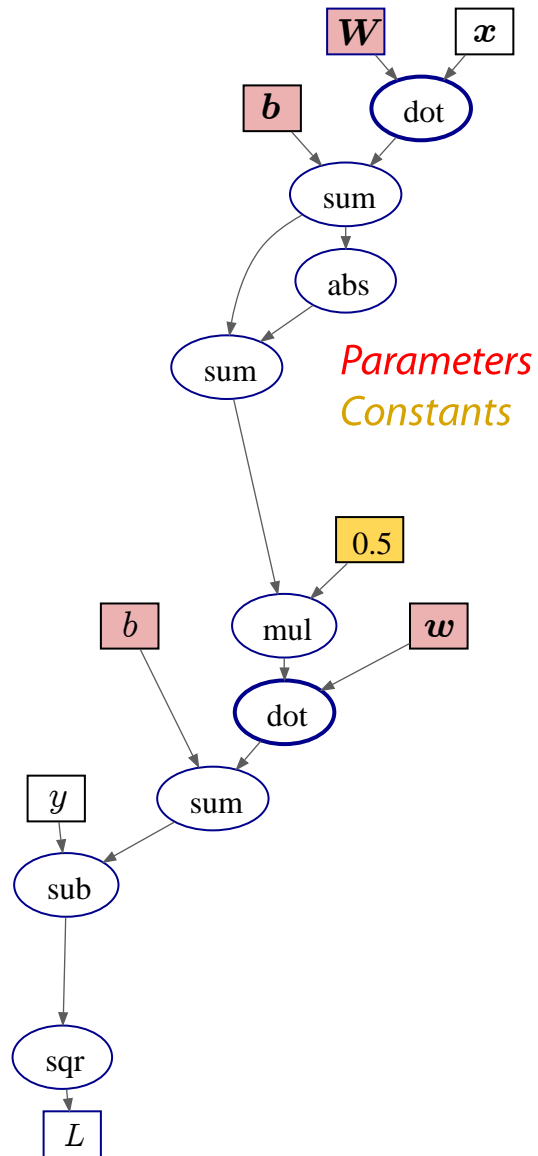 W x
dot
b
sum
abs
sum
Parameters
Constants
0.5
b mul w
dot
sum
y
sub
sqr
L